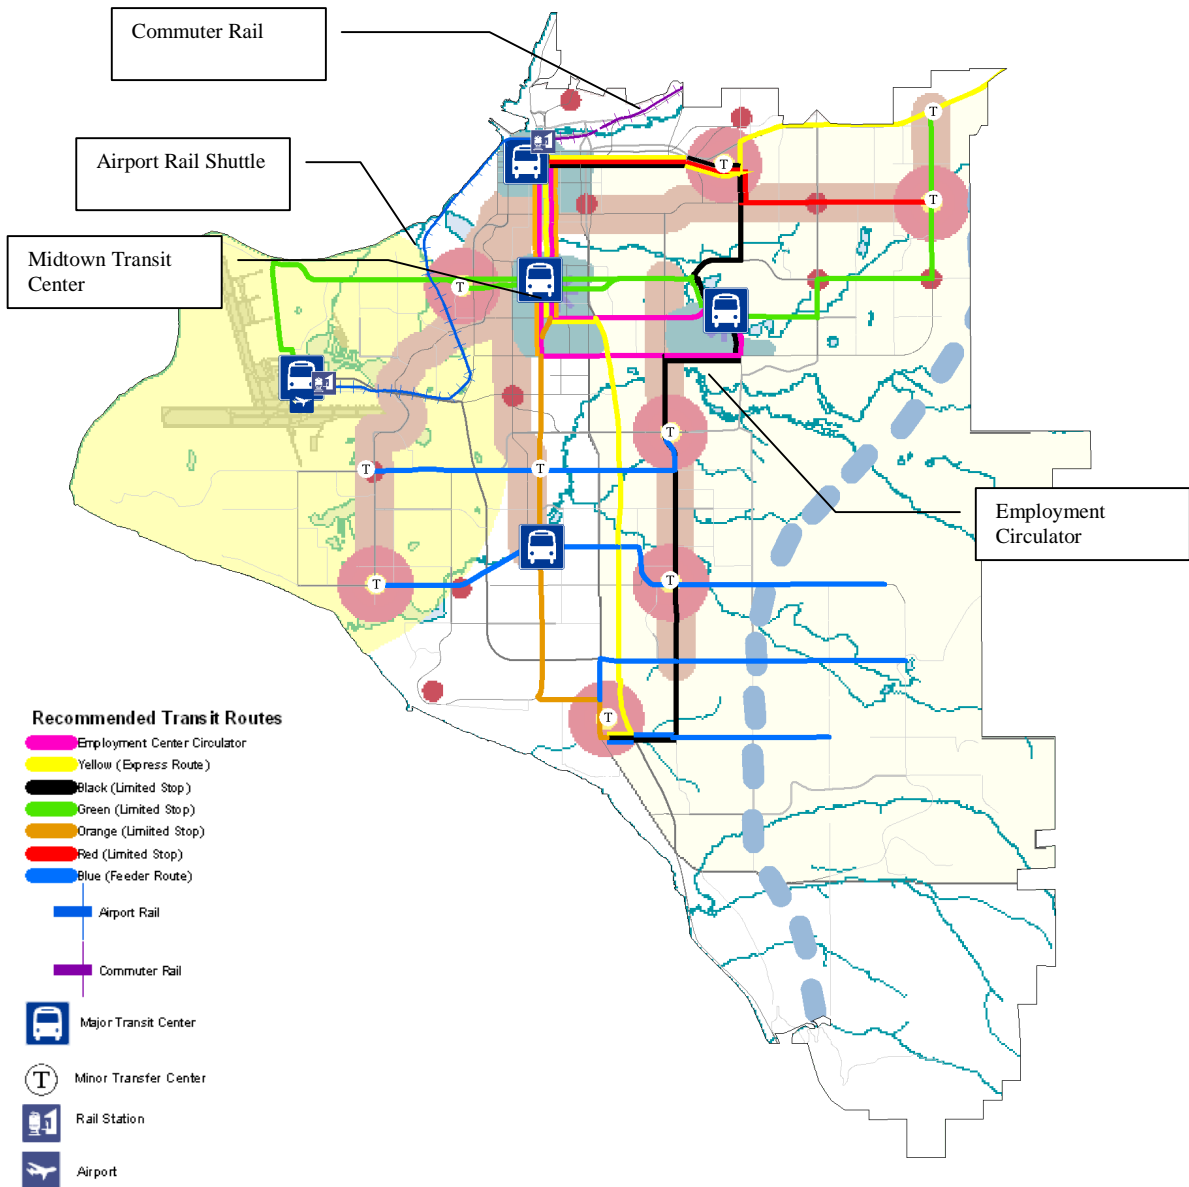 Commuter Rail
Airport Rail Shuttle
Midtown Transit
Center
T
T
T
T
T
T
T
T
T
T
Employment
Circulator
Recommended Transit Routes
Employment Center Circulator
Yellow (Express Route)
Black (Limited Stop)
Green (Limited Stop)
Orange (Limiited Stop)
Red (Limited Stop)
Blue (Feeder Route)
Airport Rail
Commuter Rail
Major Transit Center
T Minor Transfer Center
Rail Station
Airport